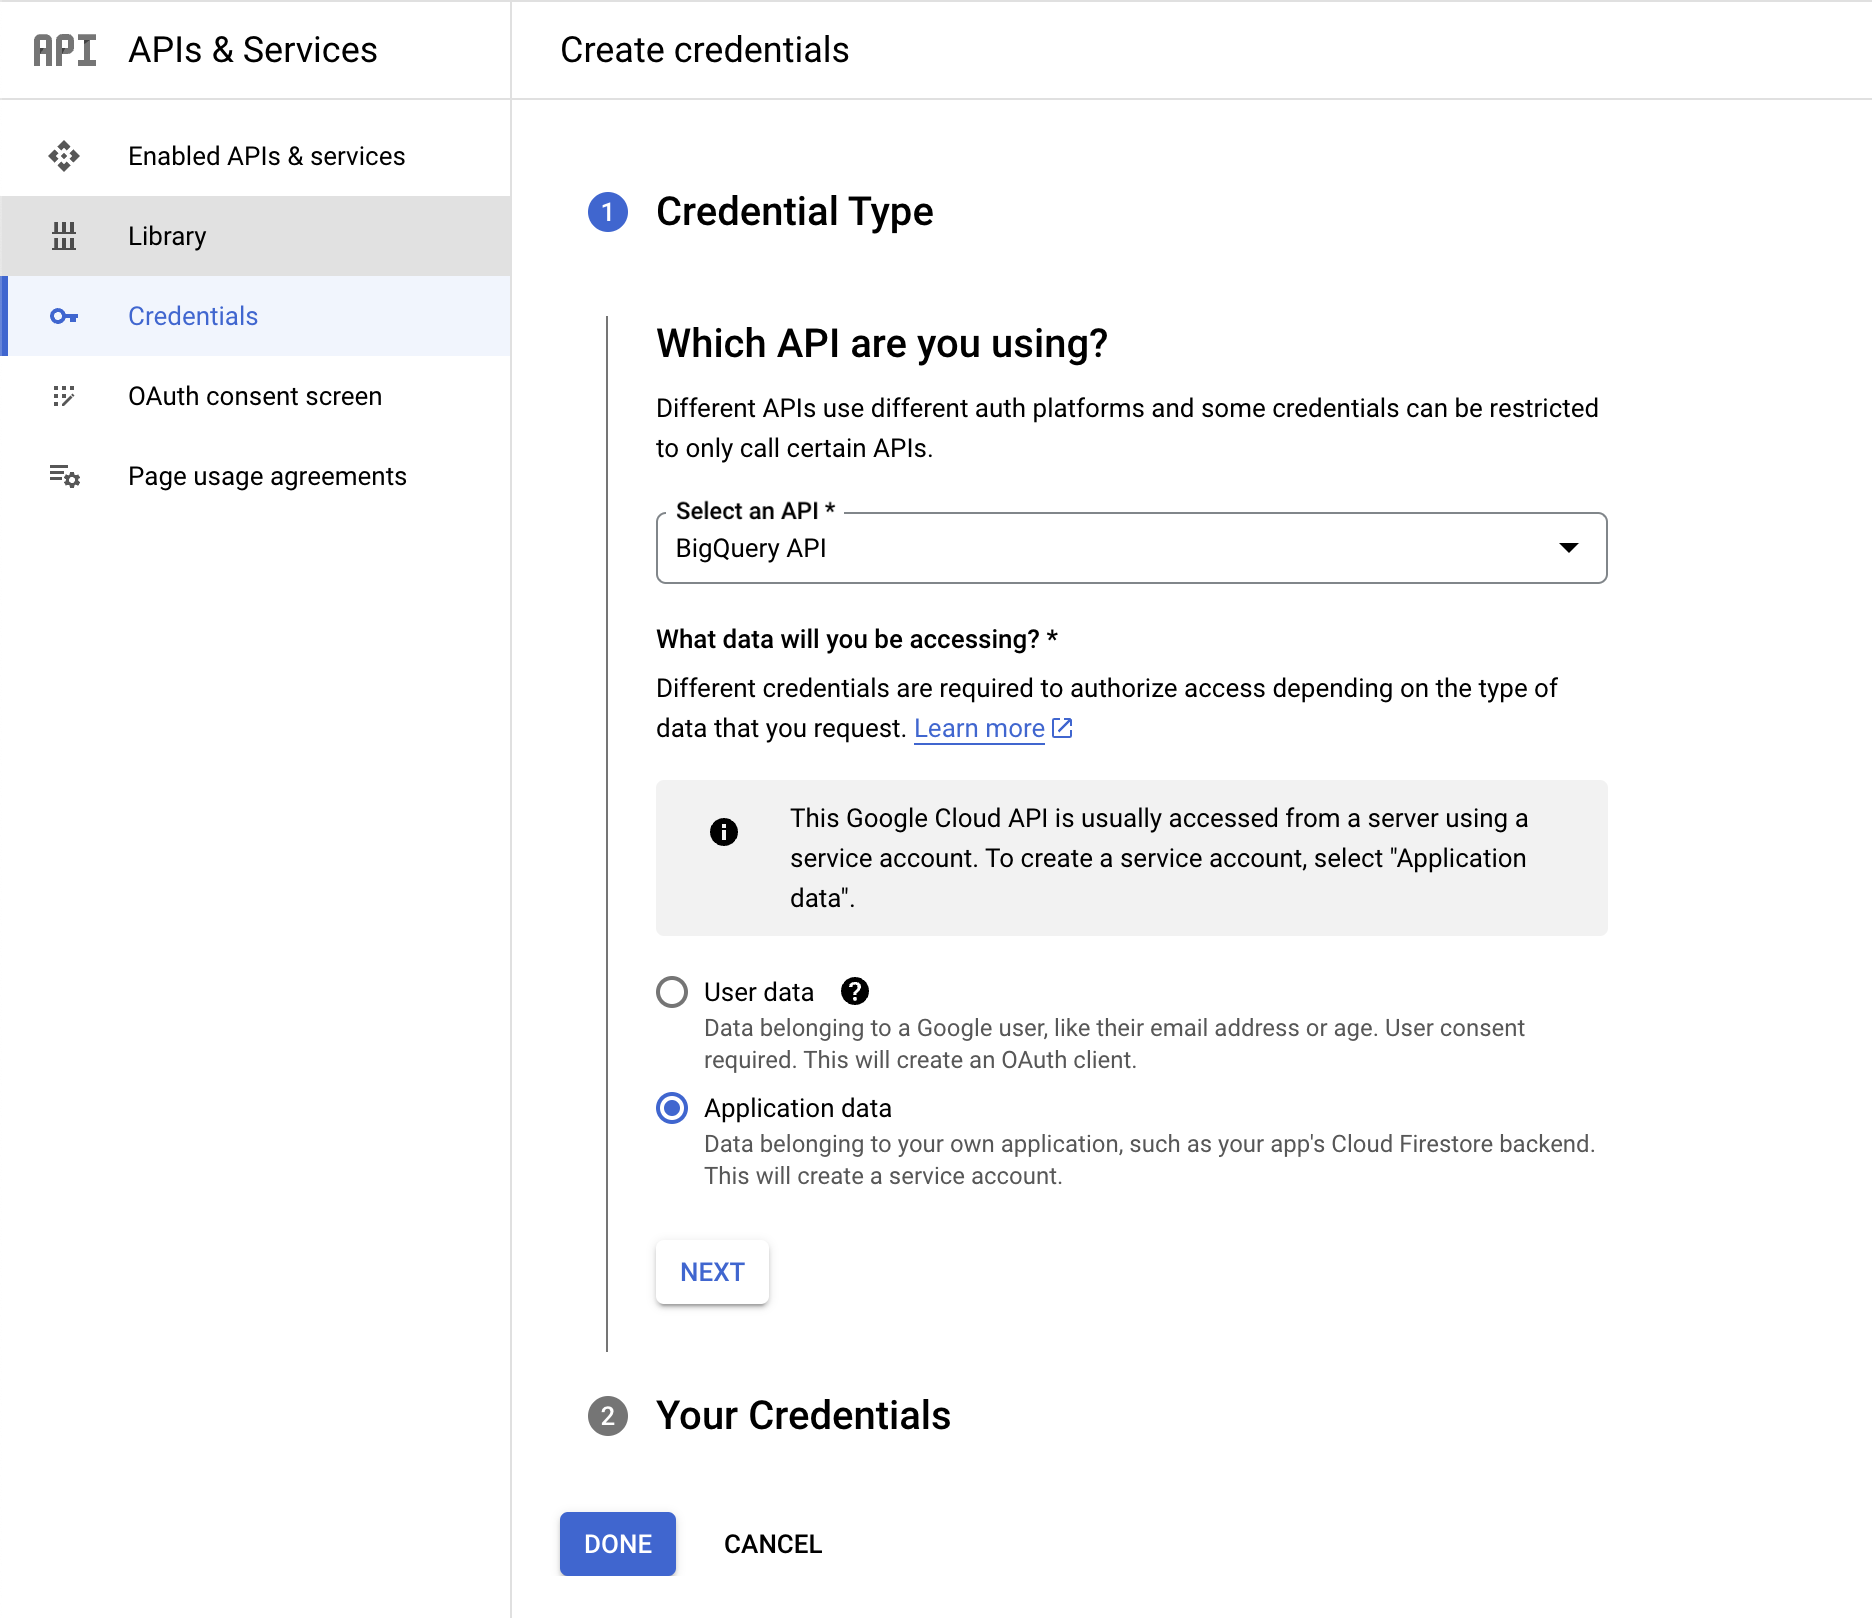 API APIs & Services
Create credentials
Enabled APIs & services
Library
Credentials
OAuth consent screen
Page usage agreements
1 Credential Type
Which API are you using?
Different APIs use different auth platforms and some credentials can be restricted
to only call certain APIs.
Select an API *
BigQuery API
What data will you be accessing? *
Different credentials are required to authorize access depending on the type of
data that you request. Learn more
This Google Cloud API is usually accessed from a server using a
service account. To create a service account, select "Application
data".
User data
Data belonging to a Google user, like their email address or age. User consent
required. This will create an OAuth client.
Application data
Data belonging to your own application, such as your app's Cloud Firestore backend.
This will create a service account.
NEXT
2 Your Credentials
DONE CANCEL